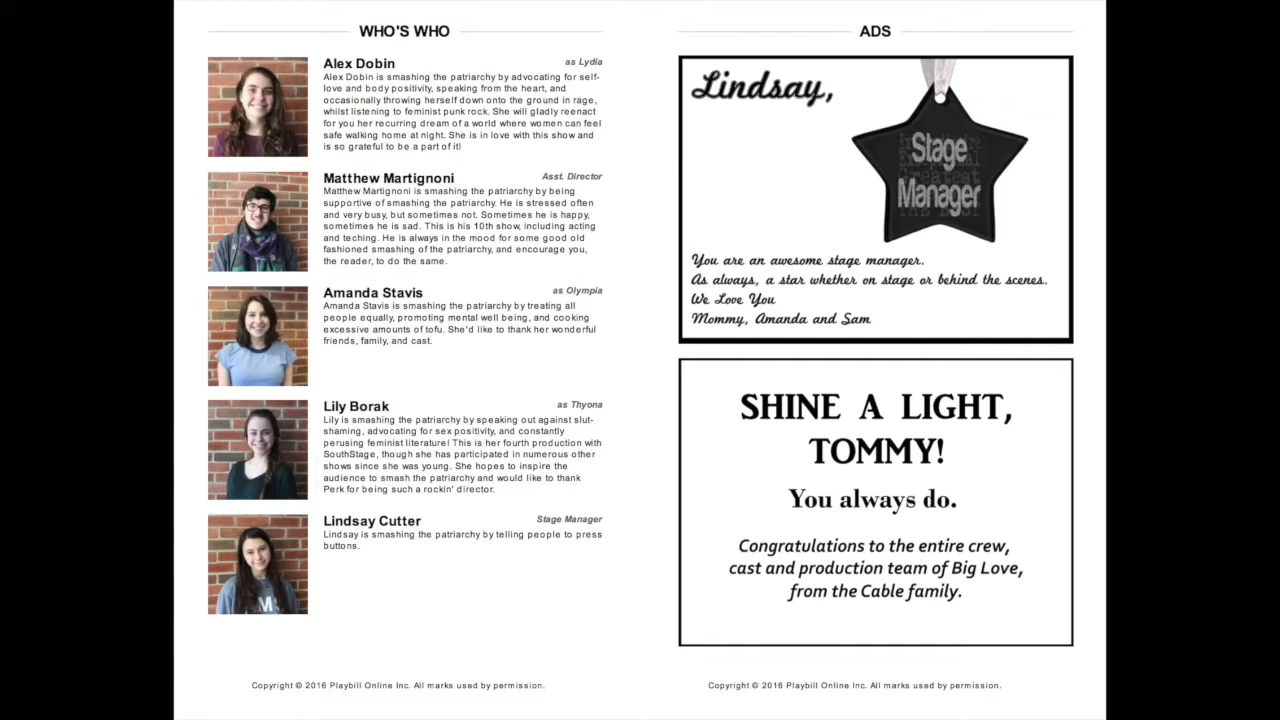 WHO'S WHO
Alex Dobin
as Lydia
Alex Dobin is smashing the patriarchy by advocating for self-
love and body positivity, speaking from the heart, and
occasionally throwing herself down onto the ground in rage,
whilst listening to feminist punk rock. She will gladly reenact
for you her recurring dream of a world where women can feel
safe walking home at night. She is in love with this show and
is so grateful to be a part of it!
Matthew Martignoni
Asst. Director
Matthew Martignoni is smashing the patriarchy by being
supportive of smashing the patriarchy. He is stressed often
and very busy, but sometimes not. Sometimes he is happy,
sometimes he is sad. This is his 10th show, including acting
and teching. He is always in the mood for some good old
fashioned smashing of the patriarchy, and encourage you,
the reader, to do the same.
Amanda Stavis
as Olympia
Amanda Stavis is smashing the patriarchy by treating all
people equally, promoting mental well being, and cooking
excessive amounts of tofu. She'd like to thank her wonderful
friends, family, and cast.
Lily Borak
as Thyona
Lily is smashing the patriarchy by speaking out against slut-
shaming, advocating for sex positivity, and constantly
perusing feminist literature! This is her fourth production with
SouthStage, though she has participated in numerous other
shows since she was young. She hopes to inspire the
audience to smash the patriarchy and would like to thank
Perk for being such a rockin' director.
Lindsay Cutter
Stage Manager
Lindsay is smashing the patriarchy by telling people to press
buttons.
Copyright © 2016 Playbill Online Inc. All marks used by permission.
ADS
Lindsay,
Stage
Manager
You are an awesome stage manager.
As always, a star whether on stage or behind the scenes.
We Love You
Mommy, Amanda and Sam
SHINE A LIGHT,
TOMMY!
You always do.
Congratulations to the entire crew,
cast and production team of Big Love,
from the Cable family.
Copyright © 2016 Playbill Online Inc. All marks used by permission.